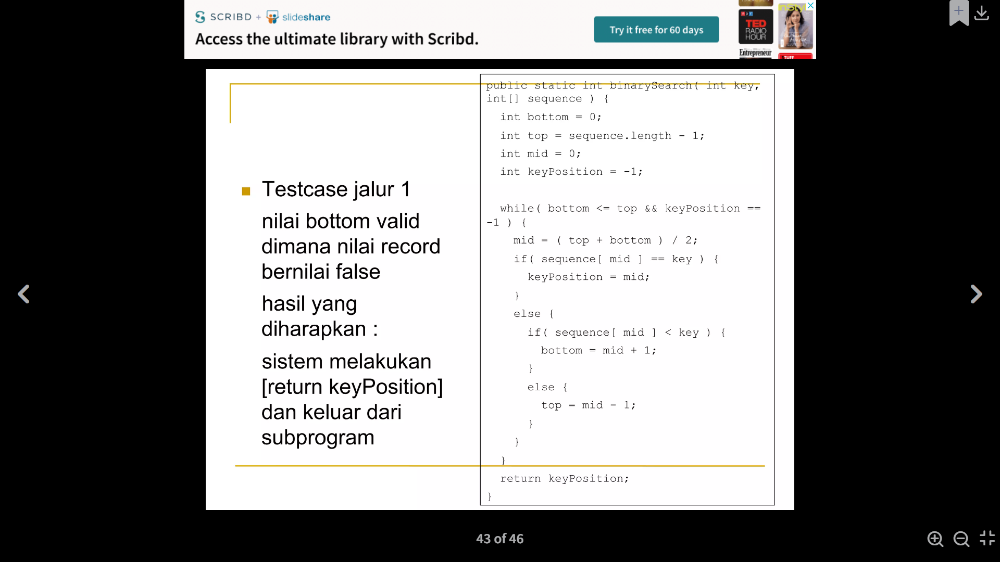 SCRIBD + slideshare
Access the ultimate library with Scribd.
Try it free for 60 days
TED
RADIO
HOUR
Entrepreneur
InStyl
Testcase jalur 1
nilai bottom valid
dimana nilai record
bernilai false
hasil yang
diharapkan :
sistem melakukan
[return keyPosition]
dan keluar dari
subprogram
public static int binarySearch( int key,
int[] sequence ) {
int bottom = 0;
int top = sequence.length - 1;
int mid = 0;
int keyPosition = -1;
while( bottom <= top && keyPosition ==
-1 ) {
mid = ( top + bottom ) / 2;
if( sequence[ mid ] == key ) {
keyPosition = mid;
}
else {
if( sequence[ mid ] < key ) {
bottom = mid + 1;
}
else {
top = mid - 1;
}
}
}
return keyPosition;
}
43 of 46